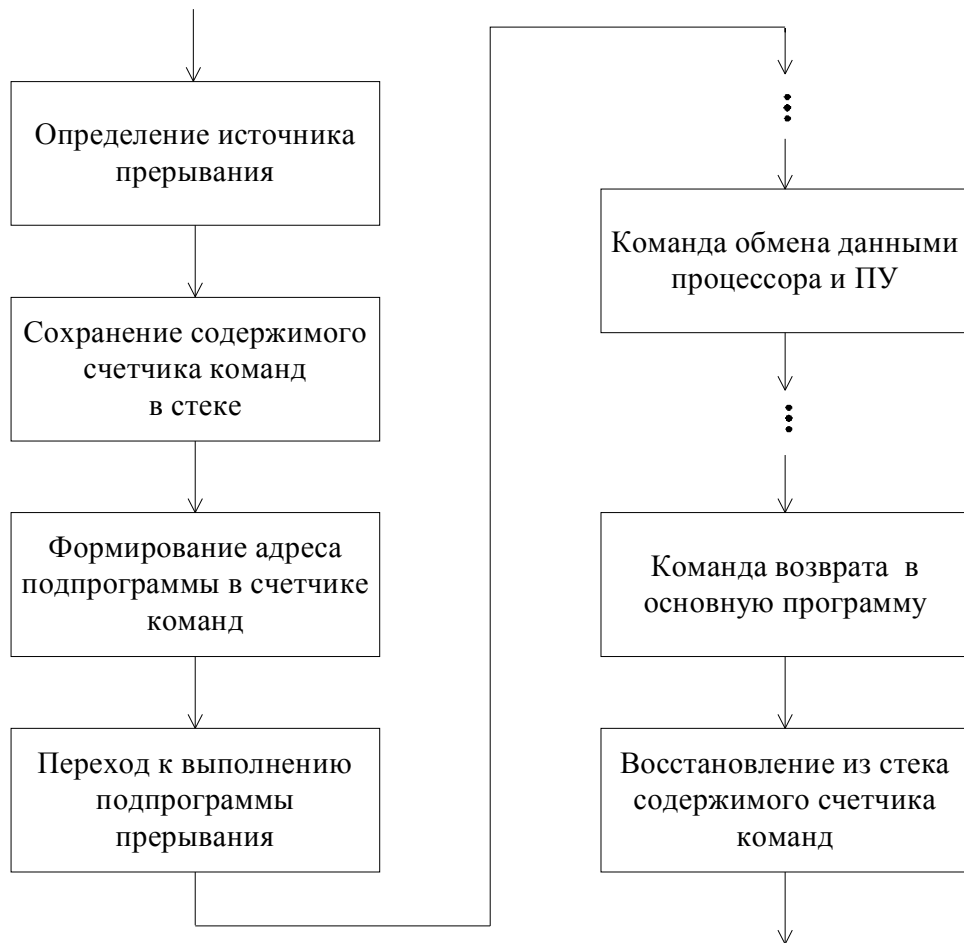 Определение источника
прерывания
Сохранение содержимого
счетчика команд
в стеке
Формирование адреса
подпрограммы в счетчике
команд
Переход к выполнению
подпрограммы
прерывания
Команда обмена данными
процессора и ПУ
Команда возврата в
основную программу
Восстановление из стека
содержимого счетчика
команд